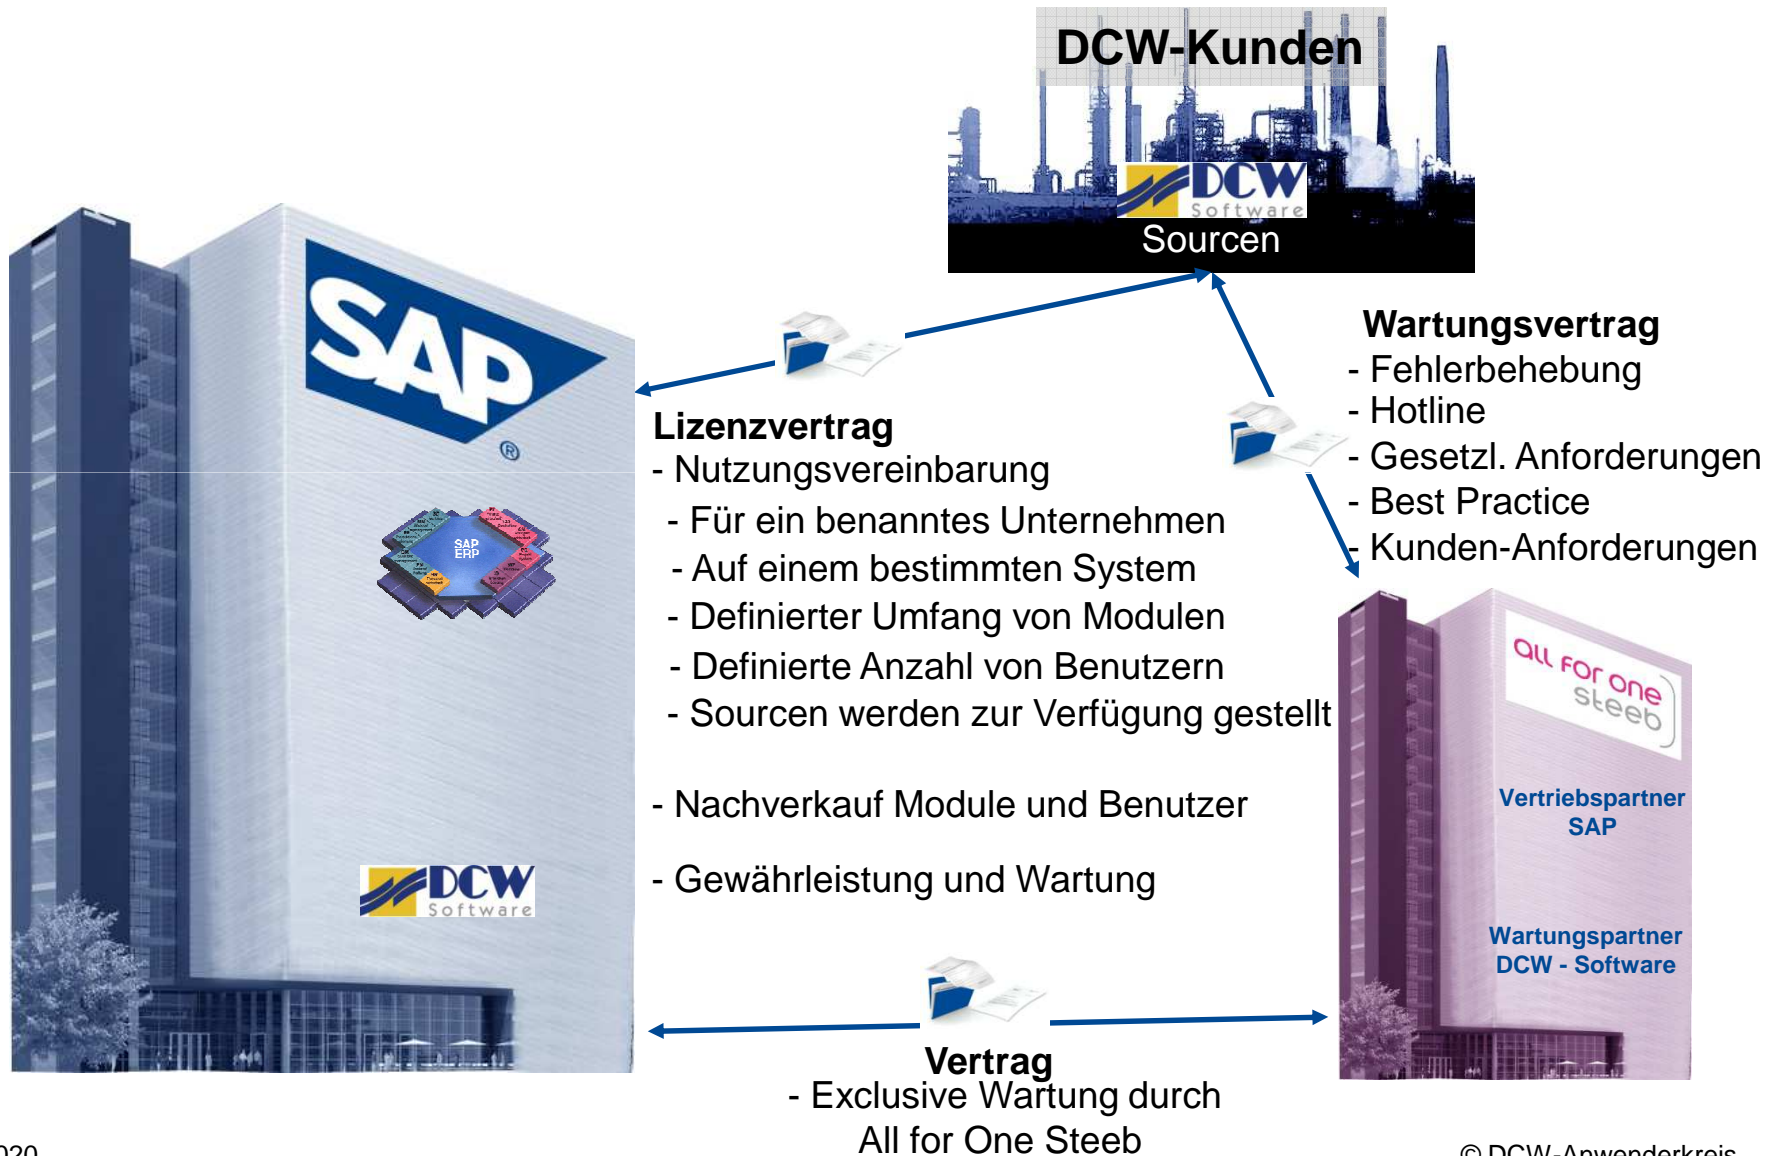 DCW-Kunden
DCW
Software
Sourcen
SAP
®
SAP
ERP
DCW
Software
Lizenzvertrag
- Nutzungsvereinbarung
- Für ein benanntes Unternehmen
- Auf einem bestimmten System
- Definierter Umfang von Modulen
- Definierte Anzahl von Benutzern
- Sourcen werden zur Verfügung gestellt
- Nachverkauf Module und Benutzer
- Gewährleistung und Wartung
Wartungsvertrag
- Fehlerbehebung
- Hotline
- Gesetzl. Anforderungen
- Best Practice
- Kunden-Anforderungen
all for one
steeb
Vertriebspartner
SAP
Wartungspartner
DCW - Software
Vertrag
- Exclusive Wartung durch
All for One Steeb
020
© DCW-Anwenderkreis